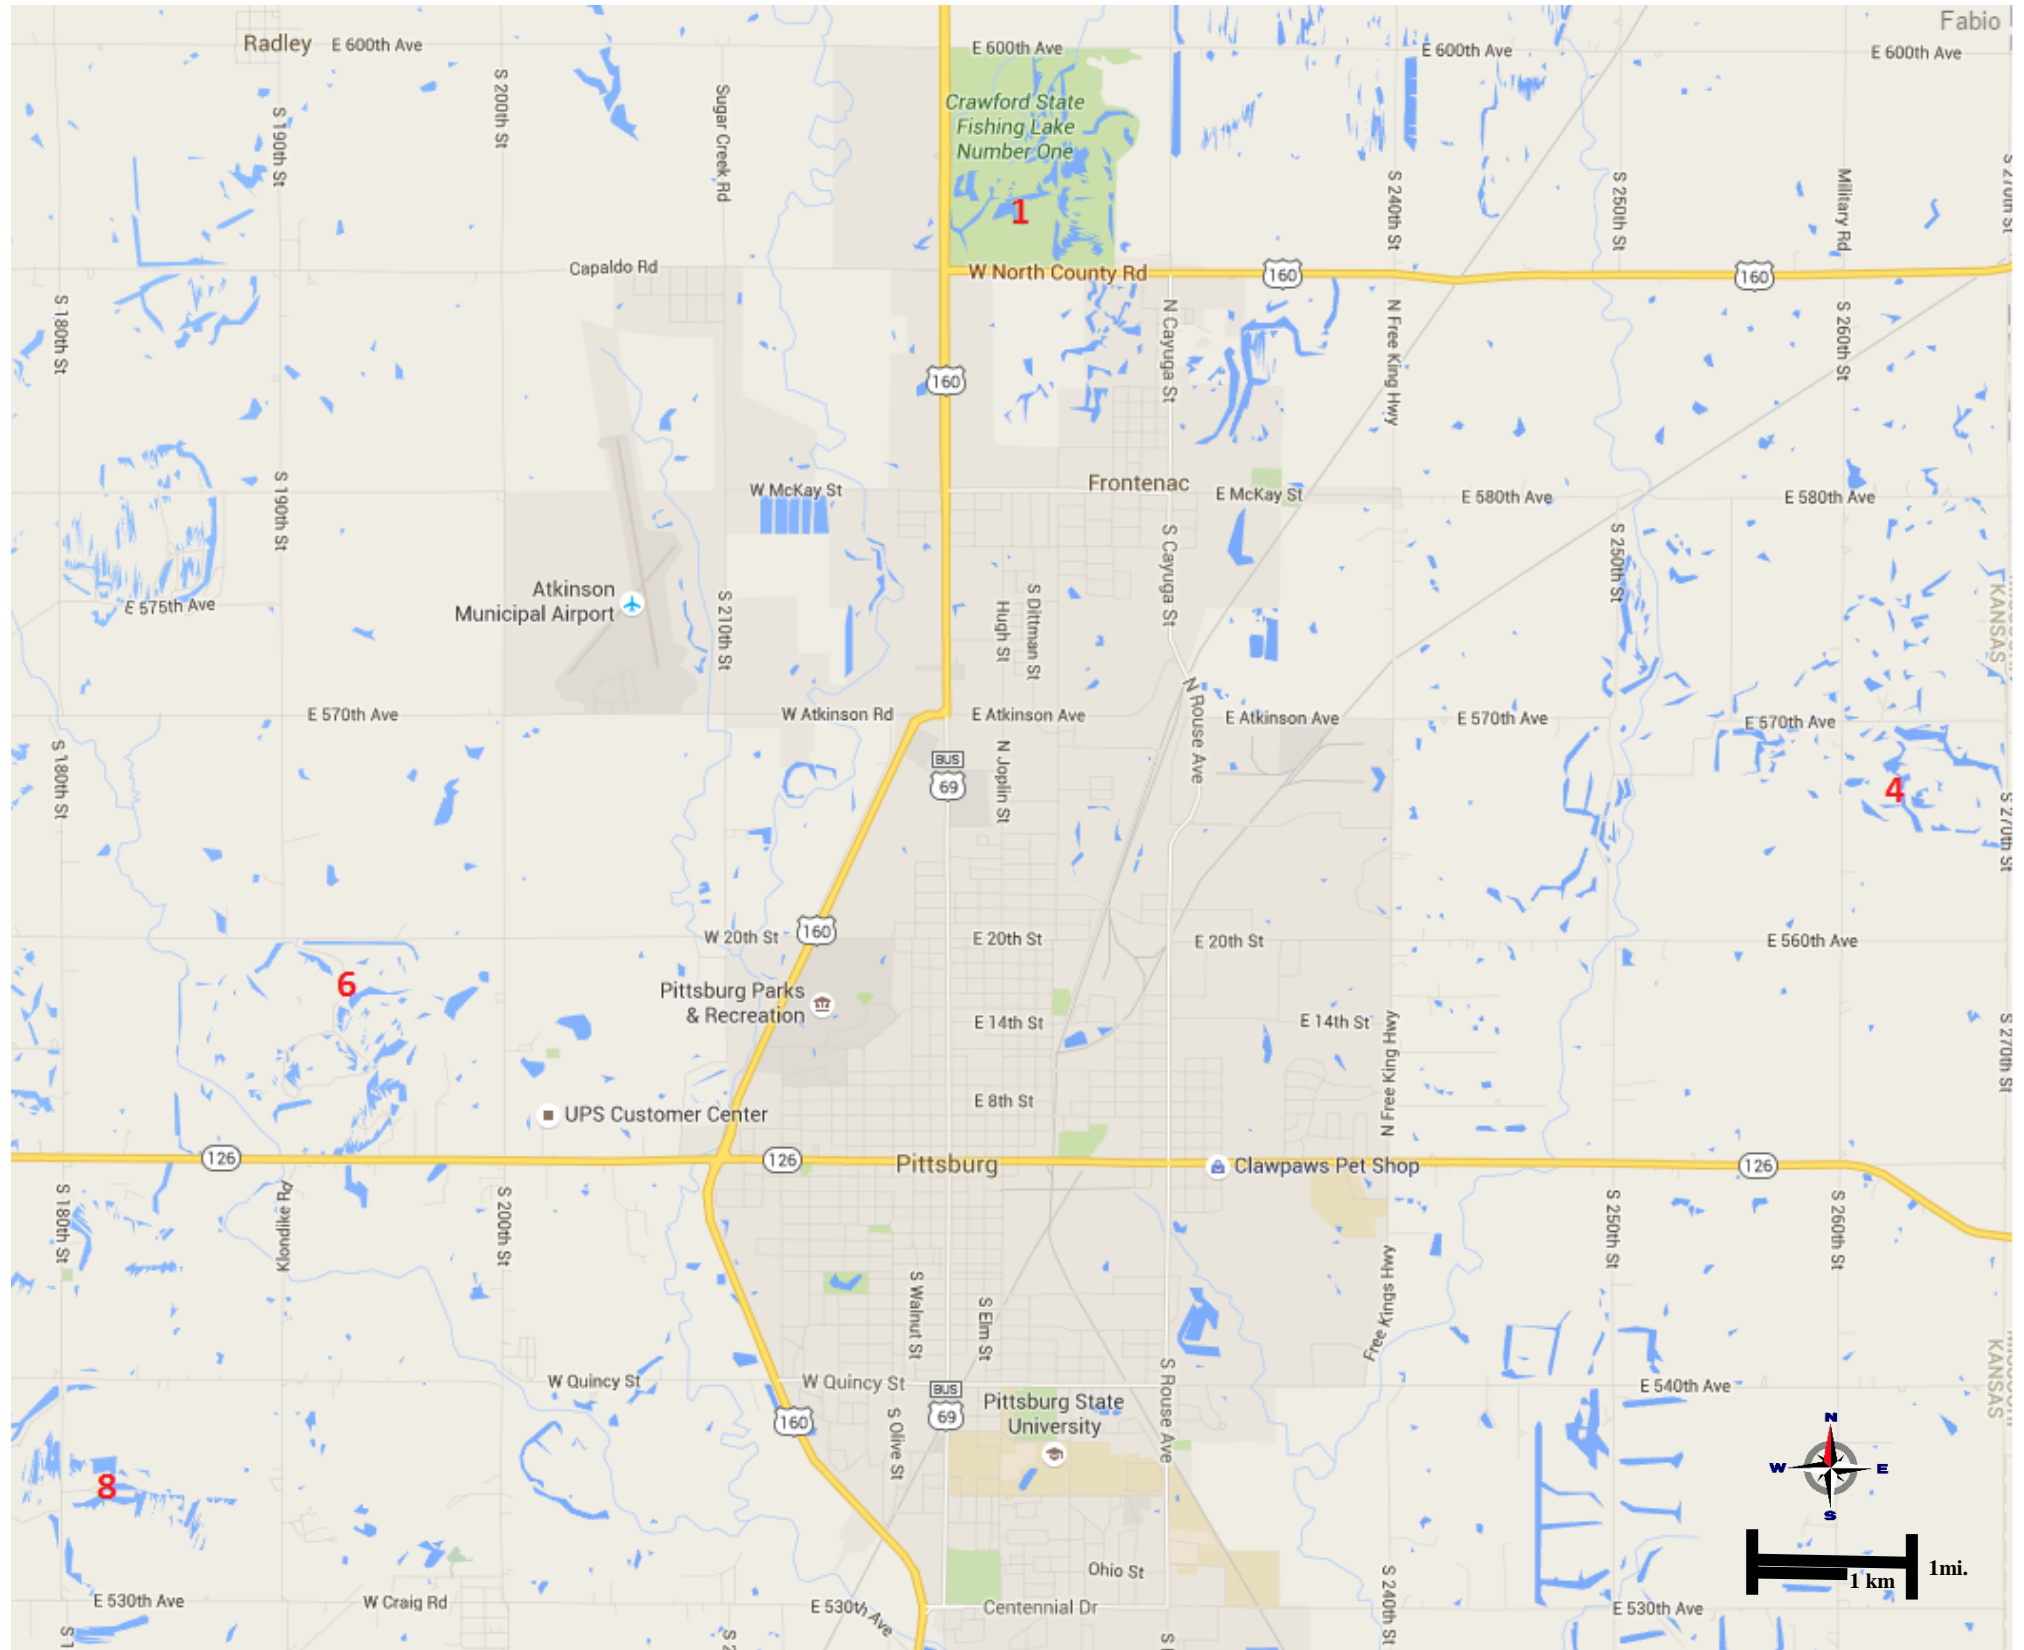 Fabio
Radley
E 600th Ave
E 600th Ave
E 600th Ave
E 600th Ave
S 200th St
Sugar Creek Rd
S 190th St
Crawford State
Fishing Lake
Number One
1
S 240th St
S 250th St
Military Rd
S 270th St
Capaldo Rd
W North County Rd
160
160
S 180th St
N Cayuga St
N Free King Hwy
S 260th St
160
S 190th St
W McKay St
Frontenac
E McKay St
E 580th Ave
E 580th Ave
S Cayuga St
S 250th St
Atkinson
Municipal Airport
E 575th Ave
S 210th St
Hugh St
S Dittman St
KANSAS
N Rouse Ave
E 570th Ave
W Atkinson Rd
E Atkinson Ave
E Atkinson Ave
E 570th Ave
E 570th Ave
S 180th St
BUS
69
N Joplin St
4
S 270th St
W 20th St
160
E 20th St
E 20th St
E 560th Ave
6
Pittsburg Parks
& Recreation
E 14th St
E 14th St
N Free King Hwy
S 270th St
UPS Customer Center
E 8th St
126
126
Pittsburg
Clawpaws Pet Shop
126
S 180th St
Klondike Rd
S 200th St
S 250th St
S 260th St
S Walnut St
S Elm St
Free Kings Hwy
KANSAS
W Quincy St
W Quincy St
BUS
69
Pittsburg State
University
S Rouse Ave
E 540th Ave
160
S Olive St
N
W E
S
8
Ohio St
1 km
1mi.
S 240th St
E 530th Ave
W Craig Rd
E 530th Ave
Centennial Dr
E 530th Ave